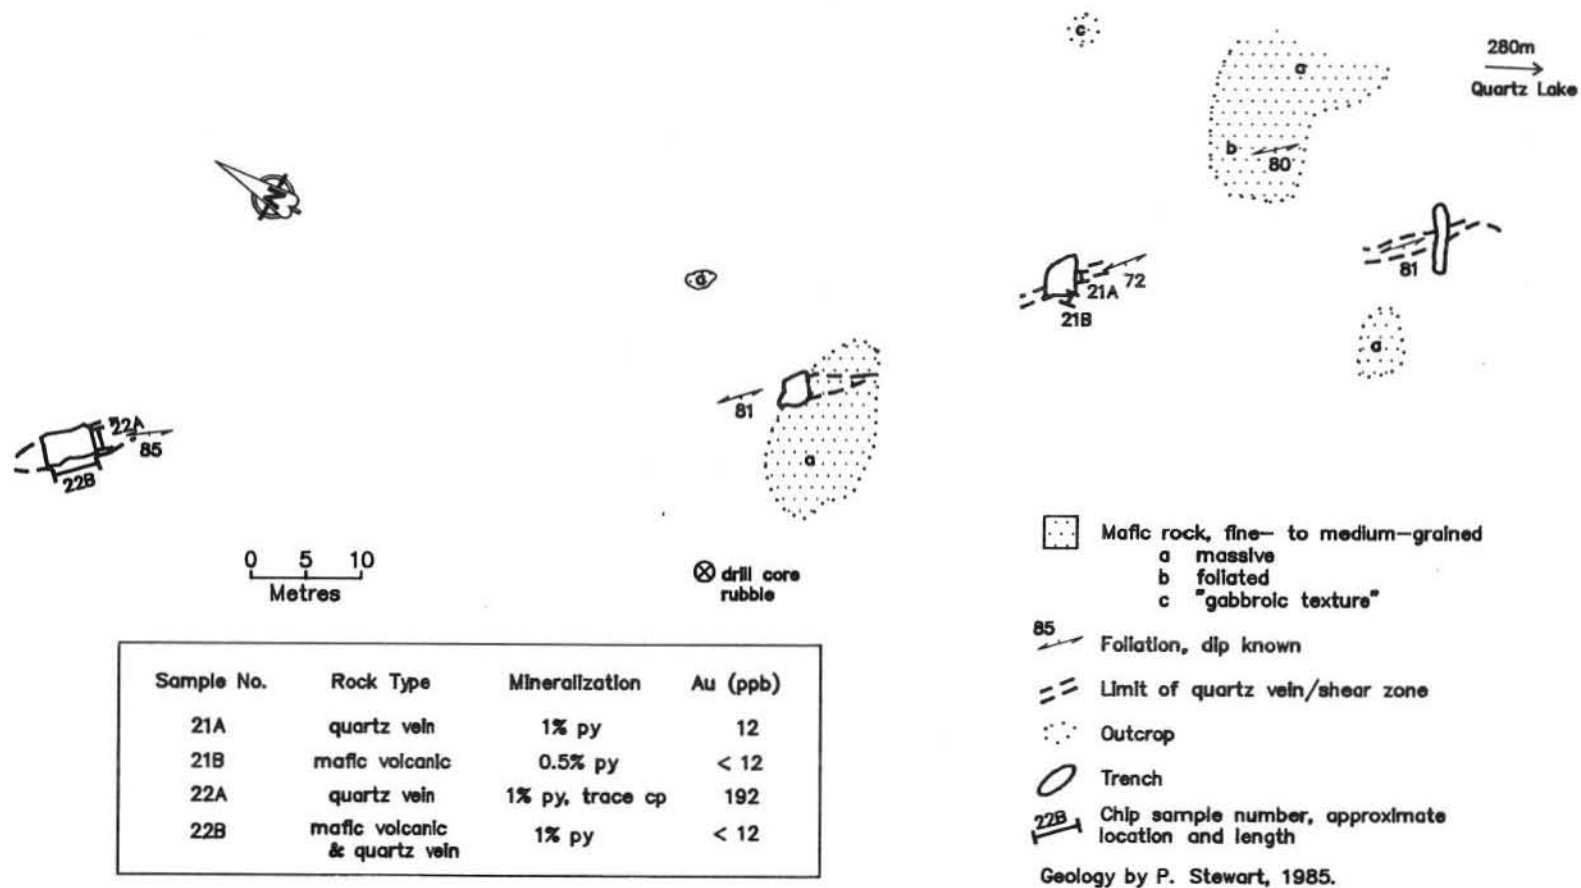 c
a
280m
Quartz Lake
b
80
N
81
21A
72
21B
d
a
81
22A
85
22B
a
0 5 10
Metres
drill core
rubble
Sample No. Rock Type Mineralization Au (ppb)
21A quartz vein 1% py 12
21B mafic volcanic 0.5% py < 12
22A quartz vein 1% py, trace cp 192
22B mafic volcanic & quartz vein 1% py < 12
Mafic rock, fine- to medium-grained
a massive
b foliated
c "gabbroic texture"
85 Foliation, dip known
Limit of quartz vein/shear zone
Outcrop
Trench
22B Chip sample number, approximate
location and length
Geology by P. Stewart, 1985.